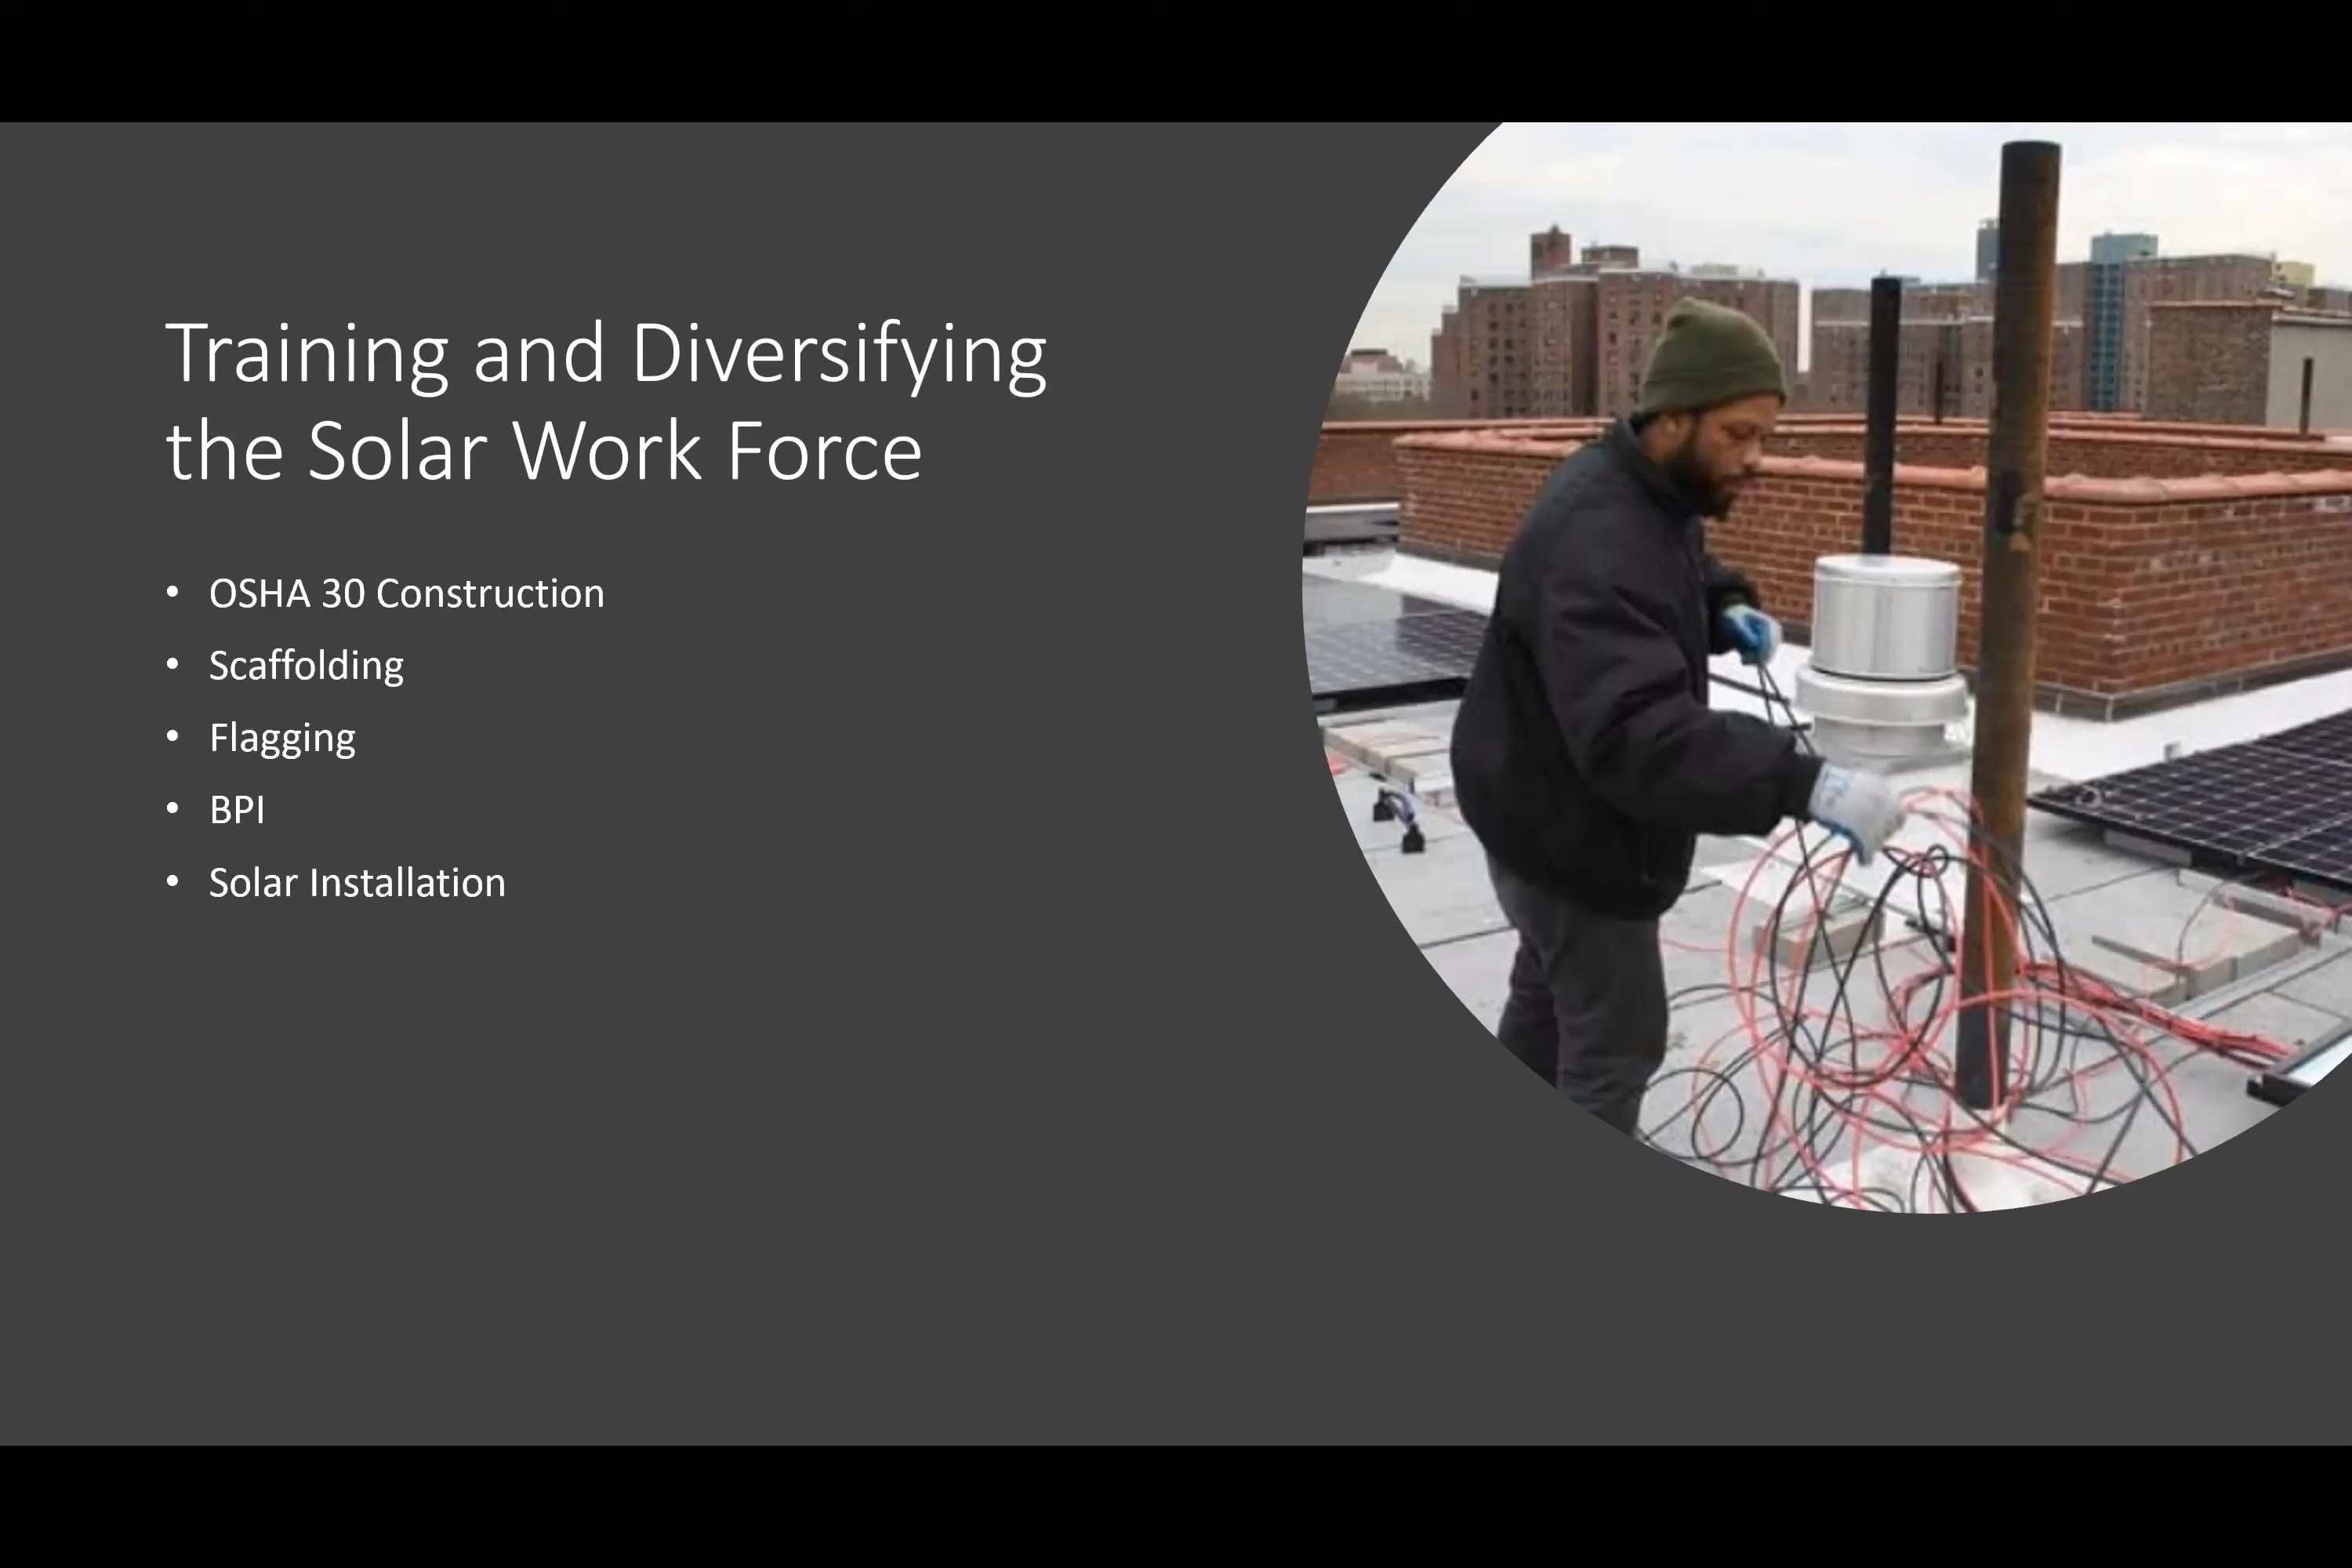 Training and Diversifying
the Solar Work Force
• OSHA 30 Construction
• Scaffolding
• Flagging
• BPI
• Solar Installation